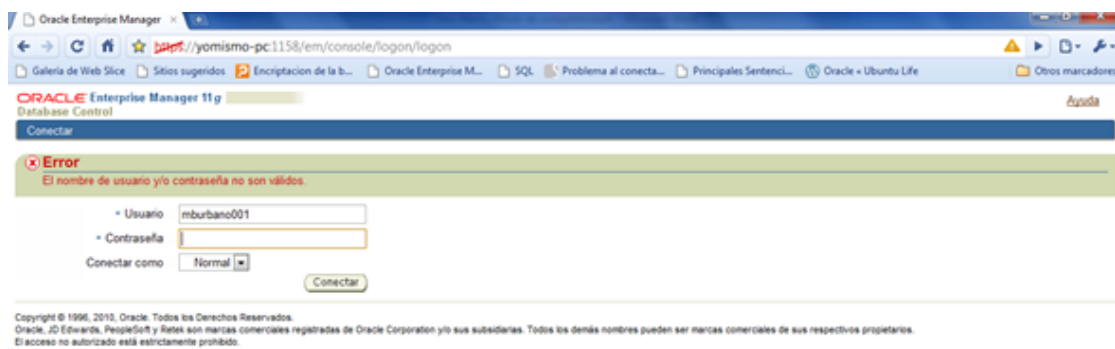 Oracle Enterprise Manager
https://yomismo-pc:1158/em/console/logon/logon
Galería de Web Slice Sitios sugeridos Encriptacion de la b... Oracle Enterprise M... SQL Problema al conecta... Principales Sentenci... Oracle « Ubuntu Life Otros marcadores
ORACLE Enterprise Manager 11g
Database Control
Ayuda
Conectar
Error
El nombre de usuario y/o contraseña no son válidos.
* Usuario mburbano001
* Contraseña
Conectar como Normal
Conectar
Copyright © 1996, 2010, Oracle. Todos los Derechos Reservados.
Oracle, JD Edwards, PeopleSoft y Retek son marcas comerciales registradas de Oracle Corporation y/o sus subsidiarias. Todos los demás nombres pueden ser marcas comerciales de sus respectivos propietarios.
El acceso no autorizado está estrictamente prohibido.